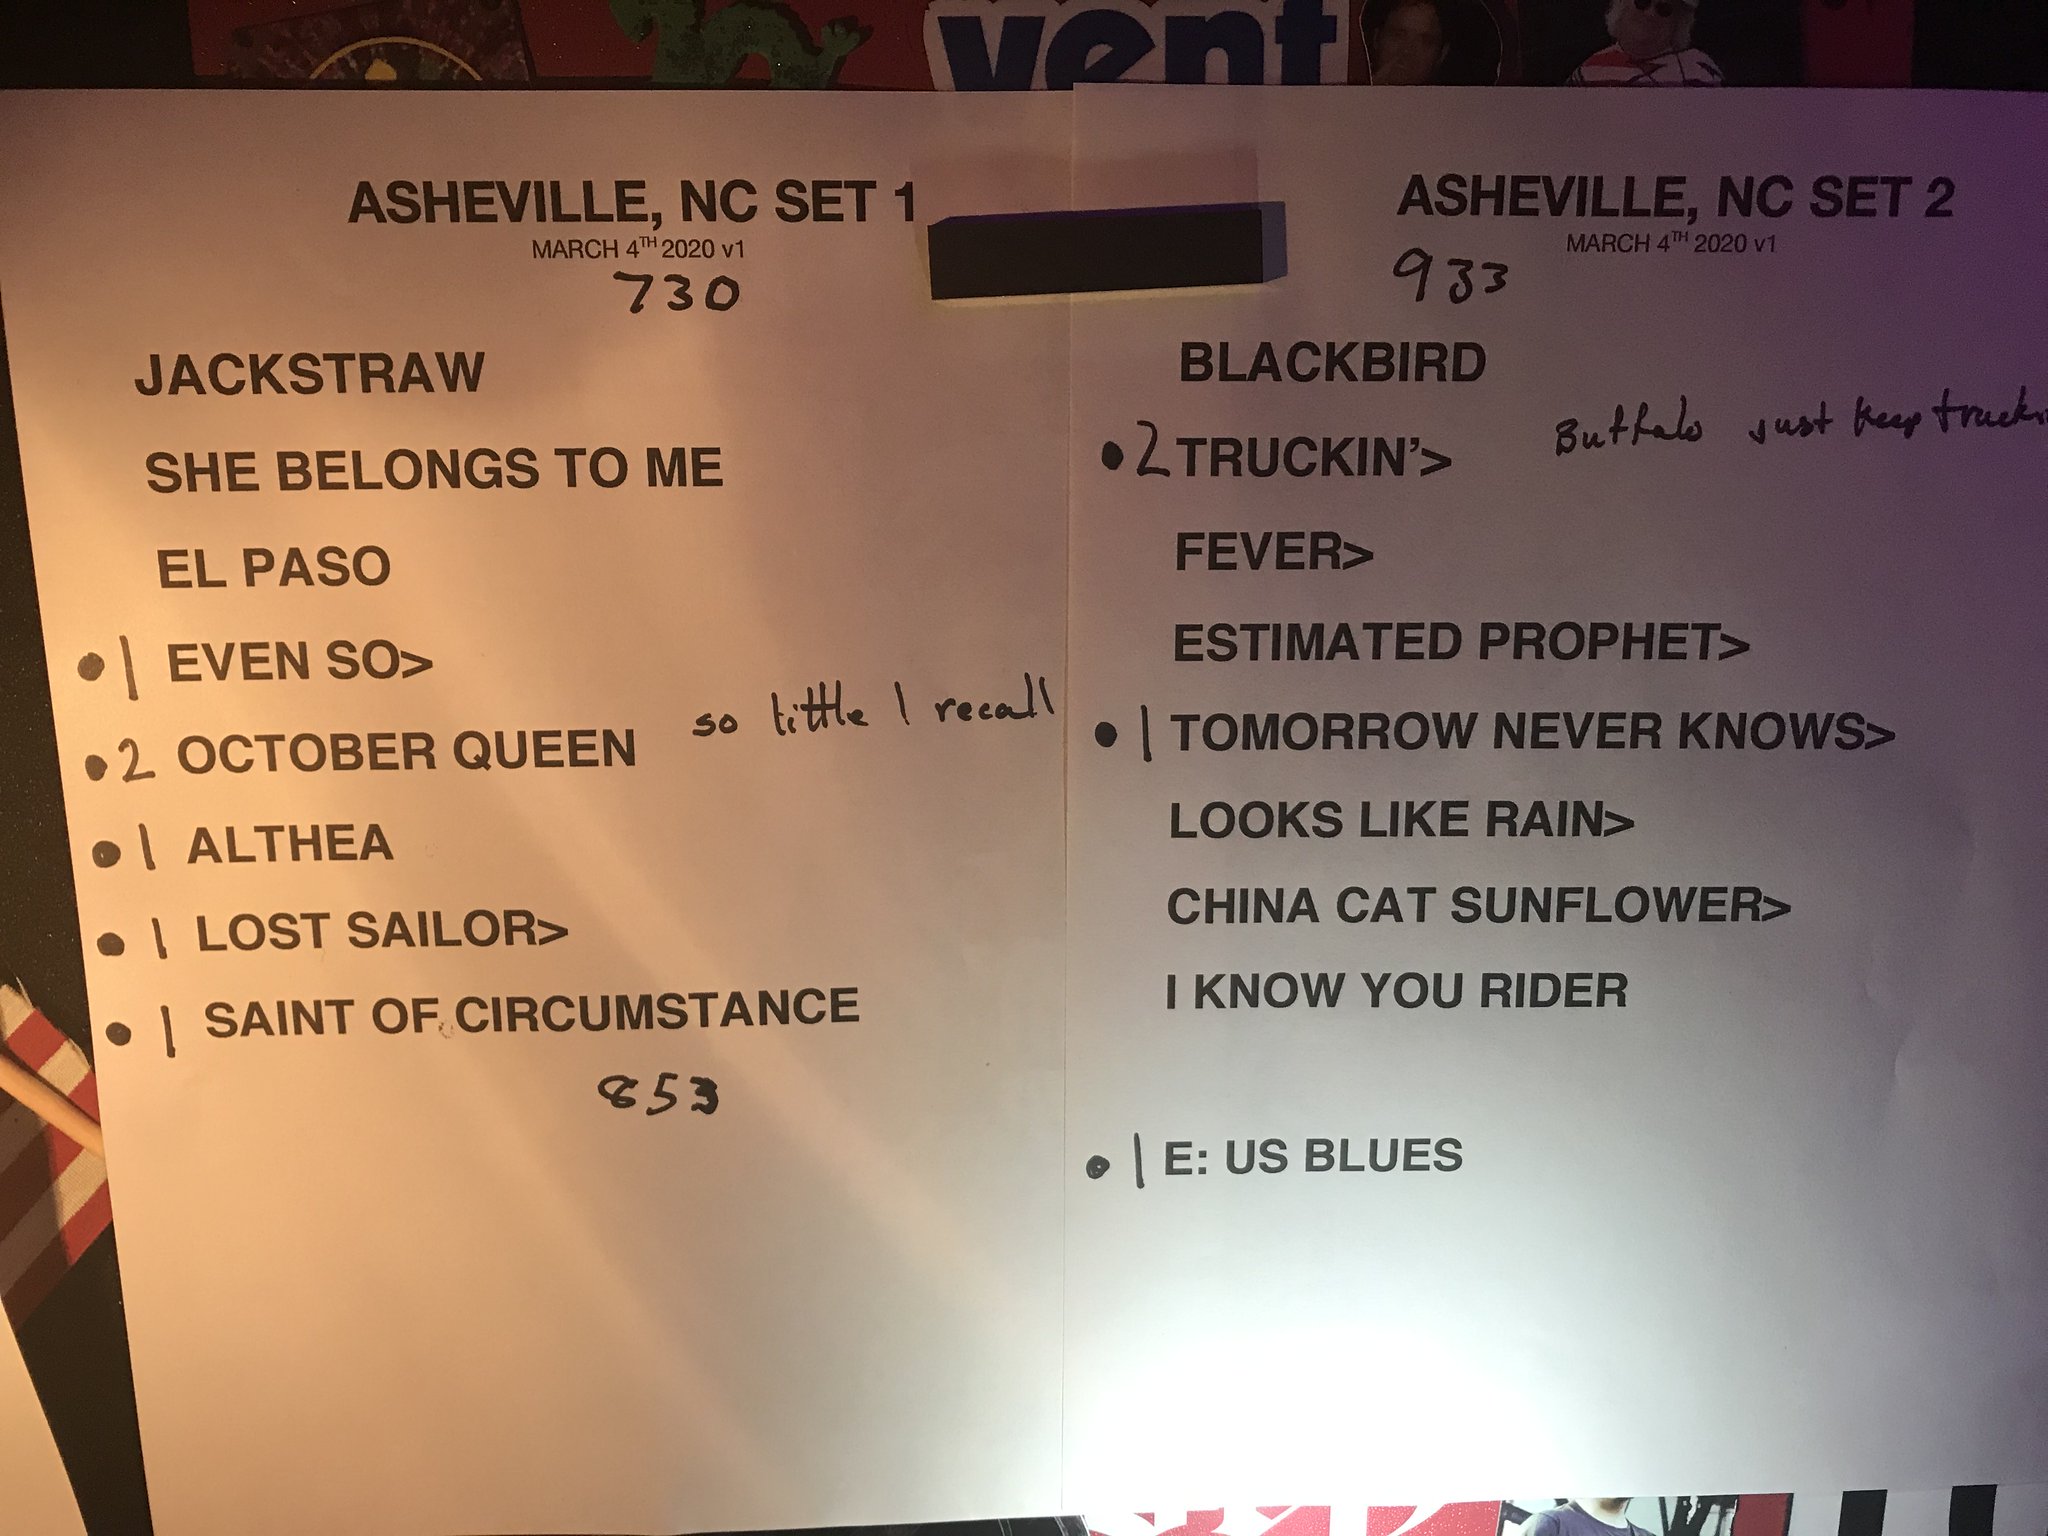 vent
ASHEVILLE, NC SET 1
MARCH 4TH 2020 v1
730
JACKSTRAW
SHE BELONGS TO ME
EL PASO
• 1 EVEN SO>
• 2 OCTOBER QUEEN so little I recall
• 1 ALTHEA
• 1 LOST SAILOR>
• 1 SAINT OF CIRCUMSTANCE
853
ASHEVILLE, NC SET 2
MARCH 4TH 2020 v1
933
BLACKBIRD
• 2 TRUCKIN'> Buffalo just keep truckin
FEVER>
ESTIMATED PROPHET>
• 1 TOMORROW NEVER KNOWS>
LOOKS LIKE RAIN>
CHINA CAT SUNFLOWER>
I KNOW YOU RIDER
• 1 E: US BLUES